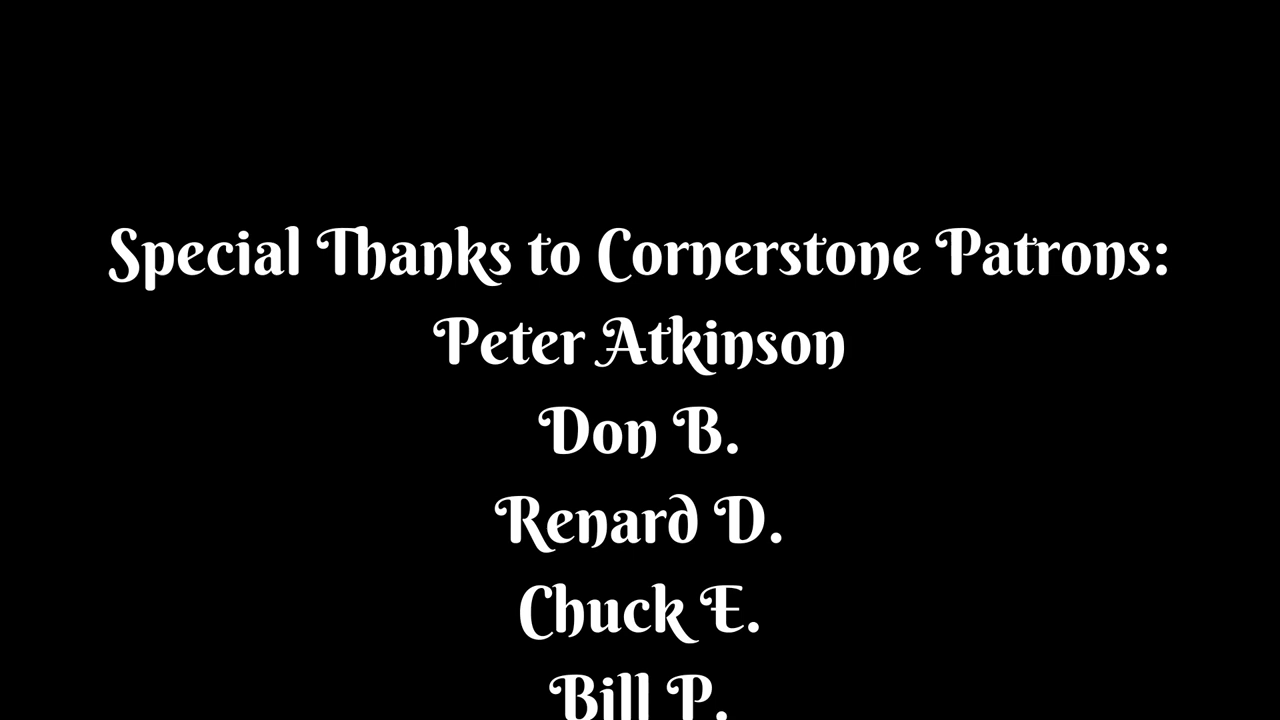 Special Thanks to Cornerstone Patrons:
Peter Atkinson
Don B.
Renard D.
Chuck E.
Bill P.